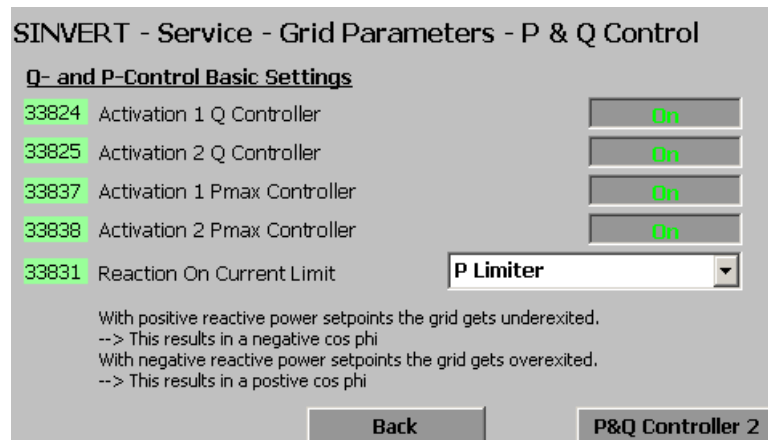 SINVERT - Service - Grid Parameters - P & Q Control
Q- and P-Control Basic Settings
33824 Activation 1 Q Controller On
33825 Activation 2 Q Controller On
33837 Activation 1 Pmax Controller On
33838 Activation 2 Pmax Controller On
33831 Reaction On Current Limit P Limiter
With positive reactive power setpoints the grid gets underexited.
--> This results in a negative cos phi
With negative reactive power setpoints the grid gets overexited.
--> This results in a postive cos phi
Back P&Q Controller 2